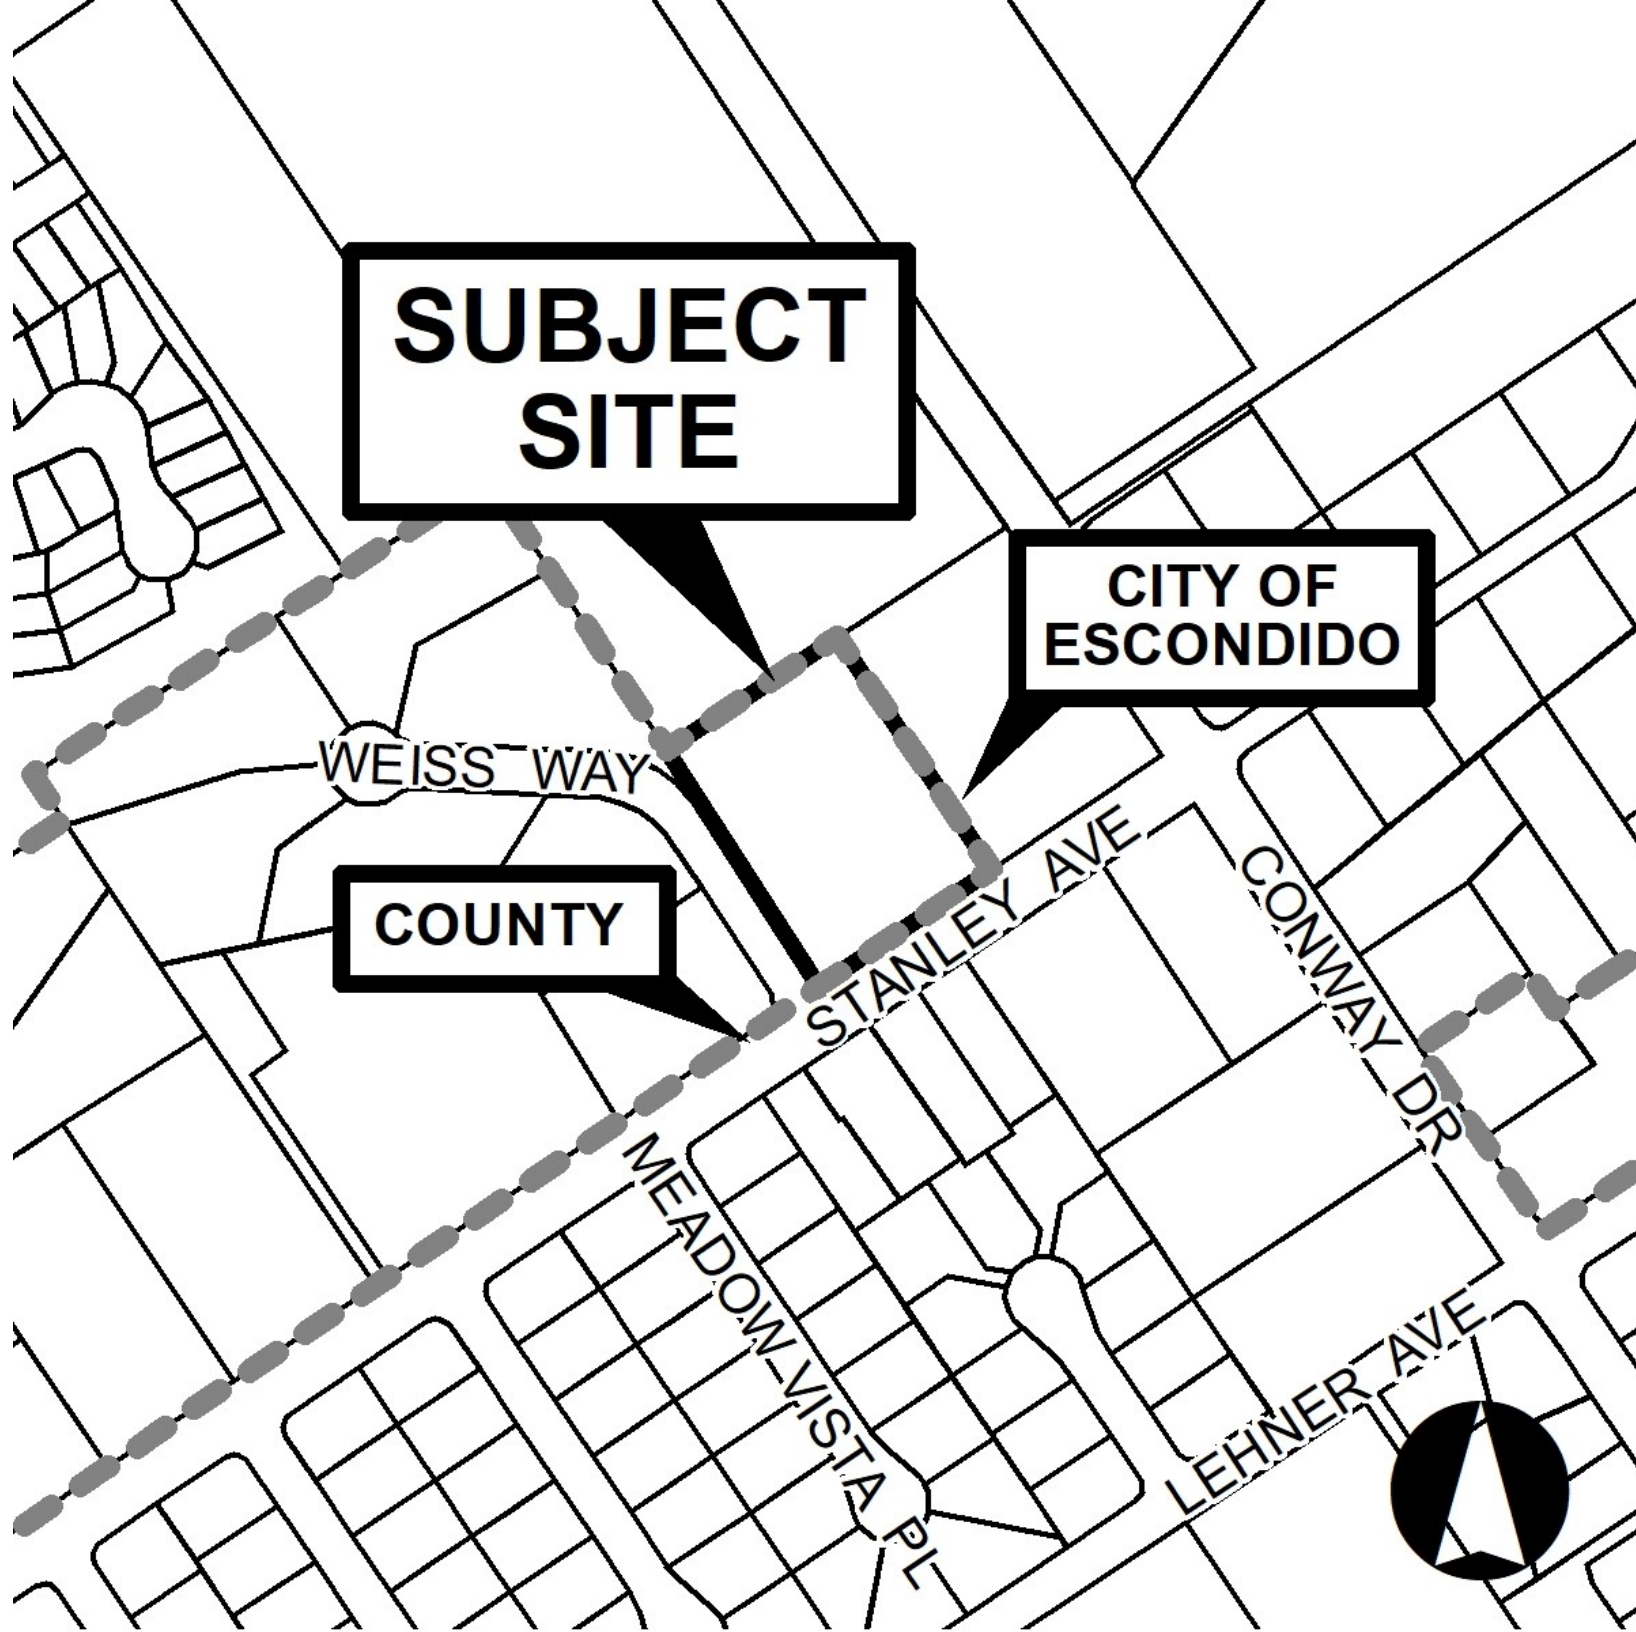 SUBJECT
SITE
CITY OF
ESCONDIDO
WEISS WAY
COUNTY
STANLEY AVE
CONWAY DR
MEADOW VISTA PL
LEHNER AVE